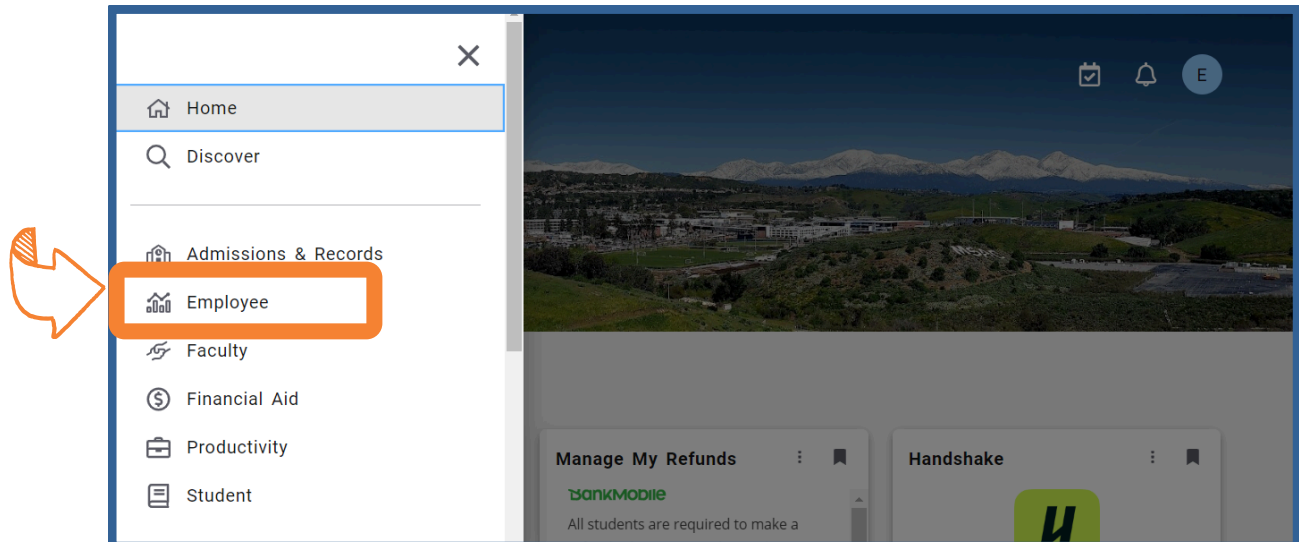 Home
Discover
Admissions & Records
Employee
Faculty
Financial Aid
Productivity
Student
E
Manage My Refunds
BankMobile
All students are required to make a
Handshake